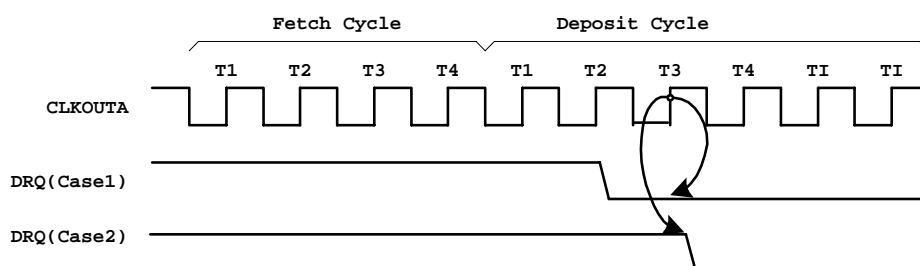 Fetch Cycle Deposit Cycle
T1 T2 T3 T4 T1 T2 T3 T4 TI TI
CLKOUTA
DRQ(Case1)
DRQ(Case2)